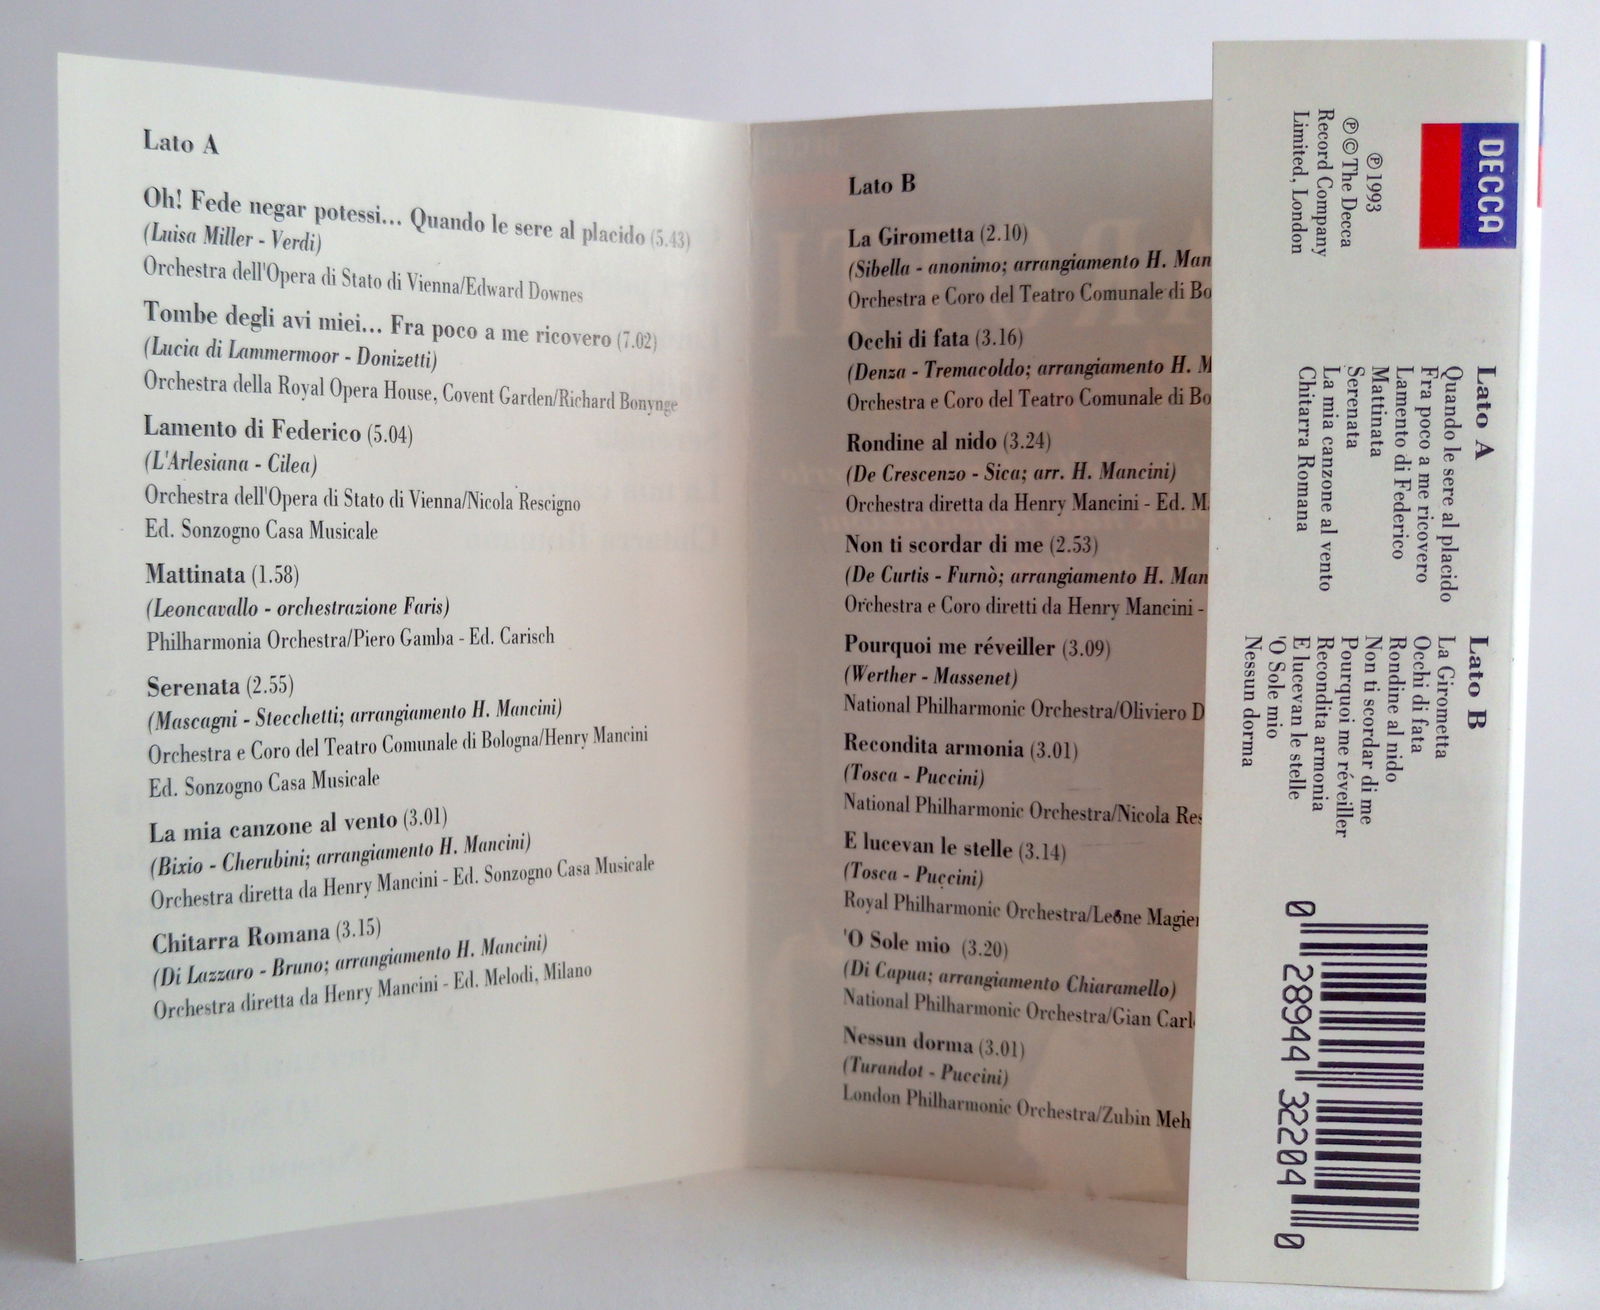 Lato A
Oh! Fede negar potessi... Quando le sere al placido (5.43)
(Luisa Miller - Verdi)
Orchestra dell'Opera di Stato di Vienna/Edward Downes
Tombe degli avi miei... Fra poco a me ricovero (7.02)
(Lucia di Lammermoor - Donizetti)
Orchestra della Royal Opera House, Covent Garden/Richard Bonynge
Lamento di Federico (5.04)
(L'Arlesiana - Cilea)
Orchestra dell'Opera di Stato di Vienna/Nicola Rescigno
Ed. Sonzogno Casa Musicale
Mattinata (1.58)
(Leoncavallo - orchestrazione Faris)
Philharmonia Orchestra/Piero Gamba - Ed. Carisch
Serenata (2.55)
(Mascagni - Stecchetti; arrangiamento H. Mancini)
Orchestra e Coro del Teatro Comunale di Bologna/Henry Mancini
Ed. Sonzogno Casa Musicale
La mia canzone al vento (3.01)
(Bixio - Cherubini; arrangiamento H. Mancini)
Orchestra diretta da Henry Mancini - Ed. Sonzogno Casa Musicale
Chitarra Romana (3.15)
(Di Lazzaro - Bruno; arrangiamento H. Mancini)
Orchestra diretta da Henry Mancini - Ed. Melodi, Milano
Lato B
La Girometta (2.10)
(Sibella - anonimo; arrangiamento H. Man
Orchestra e Coro del Teatro Comunale di Bo
Occhi di fata (3.16)
(Denza - Tremacoldo; arrangiamento H. M
Orchestra e Coro del Teatro Comunale di Bo
Rondine al nido (3.24)
(De Crescenzo - Sica; arr. H. Mancini)
Orchestra diretta da Henry Mancini - Ed. M
Non ti scordar di me (2.53)
(De Curtis - Furnò; arrangiamento H. Man
Orchestra e Coro diretti da Henry Mancini -
Pourquoi me réveiller (3.09)
(Werther - Massenet)
National Philharmonic Orchestra/Oliviero D
Recondita armonia (3.01)
(Tosca - Puccini)
National Philharmonic Orchestra/Nicola Res
E lucevan le stelle (3.14)
(Tosca - Puccini)
Royal Philharmonic Orchestra/Leone Magier
'O Sole mio (3.20)
(Di Capua; arrangiamento Chiaramello)
National Philharmonic Orchestra/Gian Carl
Nessun dorma (3.01)
(Turandot - Puccini)
London Philharmonic Orchestra/Zubin Meh
DECCA
℗ 1993
℗ © The Decca
Record Company
Limited, London
Lato A
Quando le sere al placido
Fra poco a me ricovero
Lamento di Federico
Mattinata
Serenata
La mia canzone al vento
Chitarra Romana
Lato B
La Girometta
Occhi di fata
Rondine al nido
Non ti scordar di me
Pourquoi me réveiller
Recondita armonia
E lucevan le stelle
'O Sole mio
Nessun dorma
0 28944 32204 0